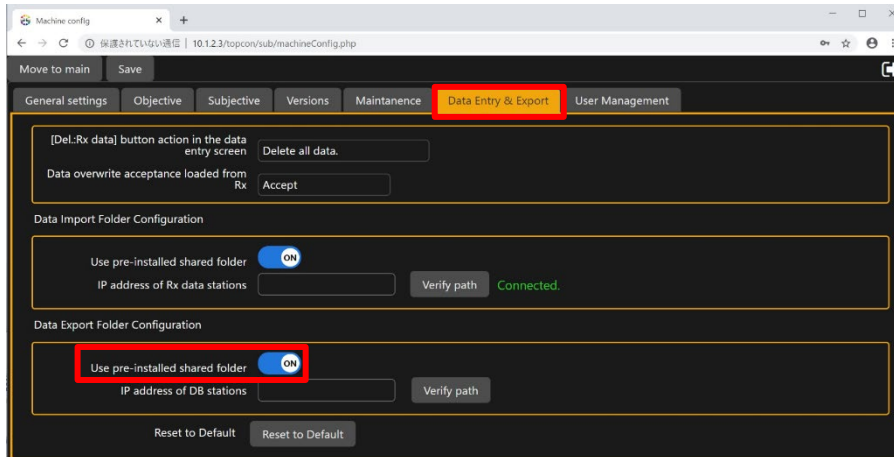 Machine config
保護されていない通信 | 10.1.2.3/topcon/sub/machineConfig.php
Move to main Save
General settings Objective Subjective Versions Maintanence Data Entry & Export User Management
[Del.:Rx data] button action in the data
entry screen Delete all data.
Data overwrite acceptance loaded from
Rx Accept
Data Import Folder Configuration
Use pre-installed shared folder ON
IP address of Rx data stations Verify path Connected.
Data Export Folder Configuration
Use pre-installed shared folder ON
IP address of DB stations Verify path
Reset to Default Reset to Default